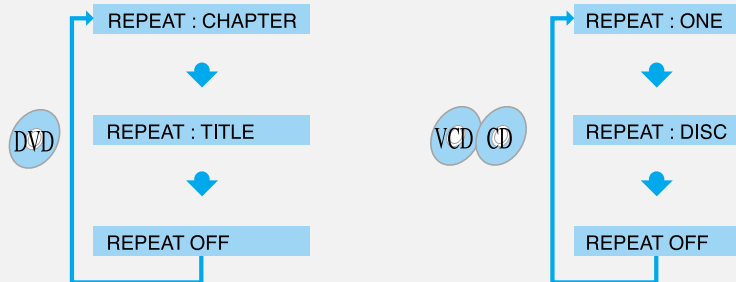 REPEAT : CHAPTER
DVD
REPEAT : TITLE
REPEAT OFF
REPEAT : ONE
VCD CD
REPEAT : DISC
REPEAT OFF